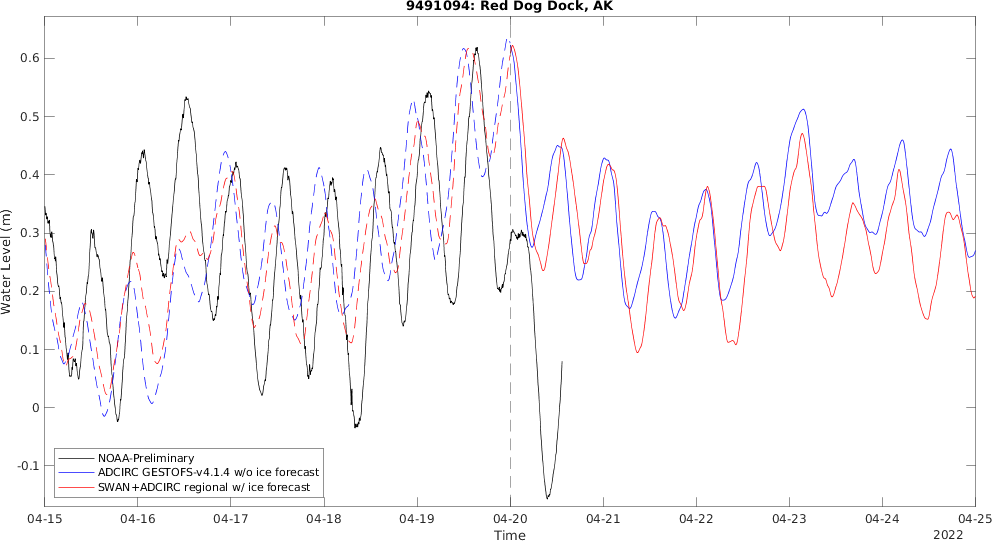 9491094: Red Dog Dock, AK
Water Level (m)
0.6
0.5
0.4
0.3
0.2
0.1
0
-0.1
NOAA-Preliminary
ADCIRC GESTOFS-v4.1.4 w/o ice forecast
SWAN+ADCIRC regional w/ ice forecast
04-15 04-16 04-17 04-18 04-19 04-20 04-21 04-22 04-23 04-24 04-25
Time
2022